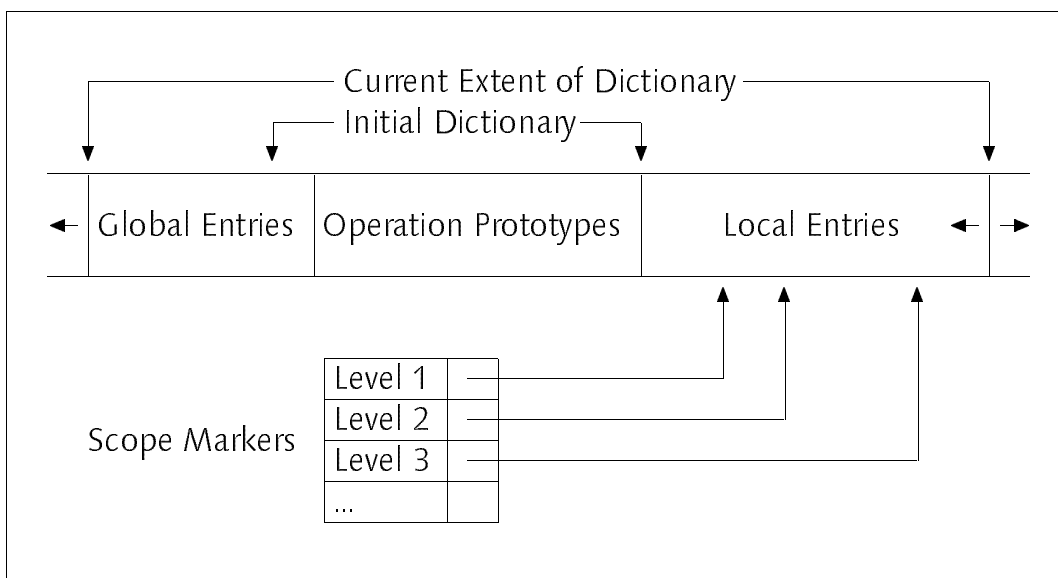 Current Extent of Dictionary
Initial Dictionary
Global Entries
Operation Prototypes
Local Entries
Scope Markers
Level 1
Level 2
Level 3
...